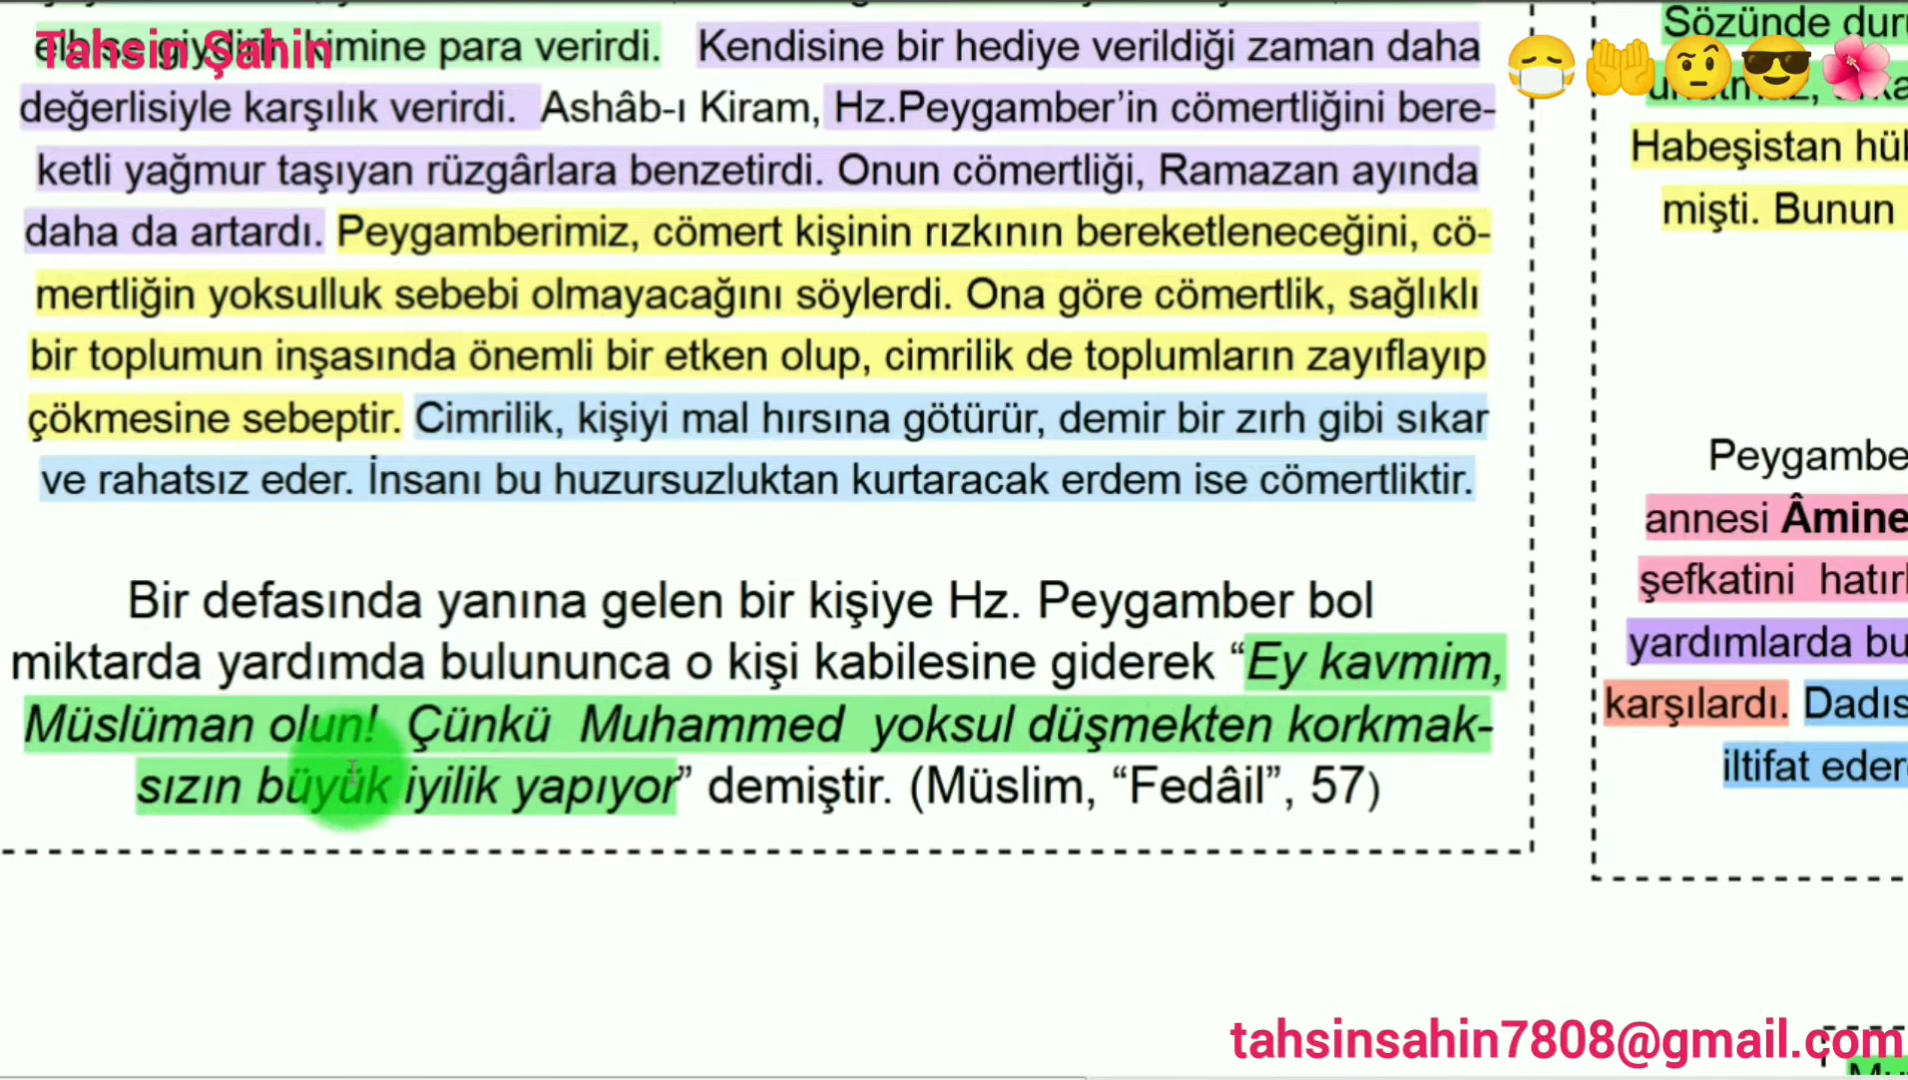 Tahsin Şahin
kimine para verirdi. Kendisine bir hediye verildiği zaman daha
değerlisiyle karşılık verirdi. Ashâb-ı Kiram, Hz.Peygamber’in cömertliğini bere-
ketli yağmur taşıyan rüzgârlara benzetirdi. Onun cömertliği, Ramazan ayında
daha da artardı. Peygamberimiz, cömert kişinin rızkının bereketleneceğini, cö-
mertliğin yoksulluk sebebi olmayacağını söylerdi. Ona göre cömertlik, sağlıklı
bir toplumun inşasında önemli bir etken olup, cimrilik de toplumların zayıflayıp
çökmesine sebeptir. Cimrilik, kişiyi mal hırsına götürür, demir bir zırh gibi sıkar
ve rahatsız eder. İnsanı bu huzursuzluktan kurtaracak erdem ise cömertliktir.
Bir defasında yanına gelen bir kişiye Hz. Peygamber bol
miktarda yardımda bulununca o kişi kabilesine giderek “Ey kavmim,
Müslüman olun! Çünkü Muhammed yoksul düşmekten korkmak-
sızın büyük iyilik yapıyor” demiştir. (Müslim, “Fedâil”, 57)
Sözünde dur
Habeşistan hü
mişti. Bunun
Peygambe
annesi Âmine
şefkatini hatır
yardımlarda bu
karşılardı. Dadıs
iltifat eder
tahsinsahin7808@gmail.com